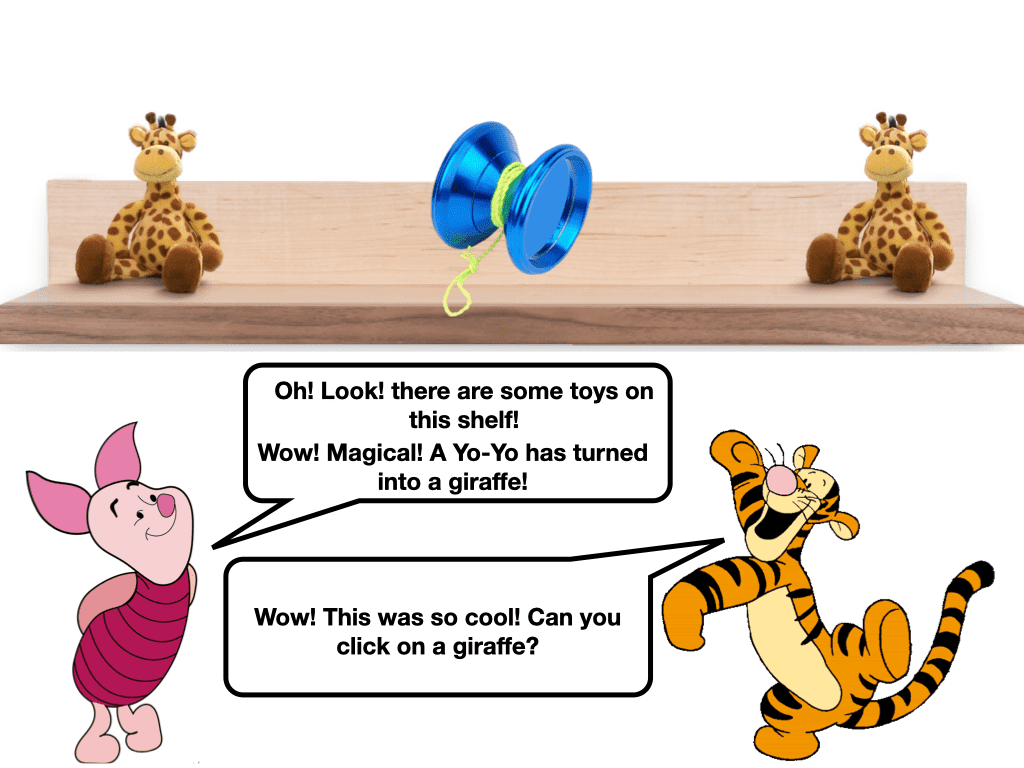 Oh! Look! there are some toys on
this shelf!
Wow! Magical! A Yo-Yo has turned
into a giraffe!
Wow! This was so cool! Can you
click on a giraffe?